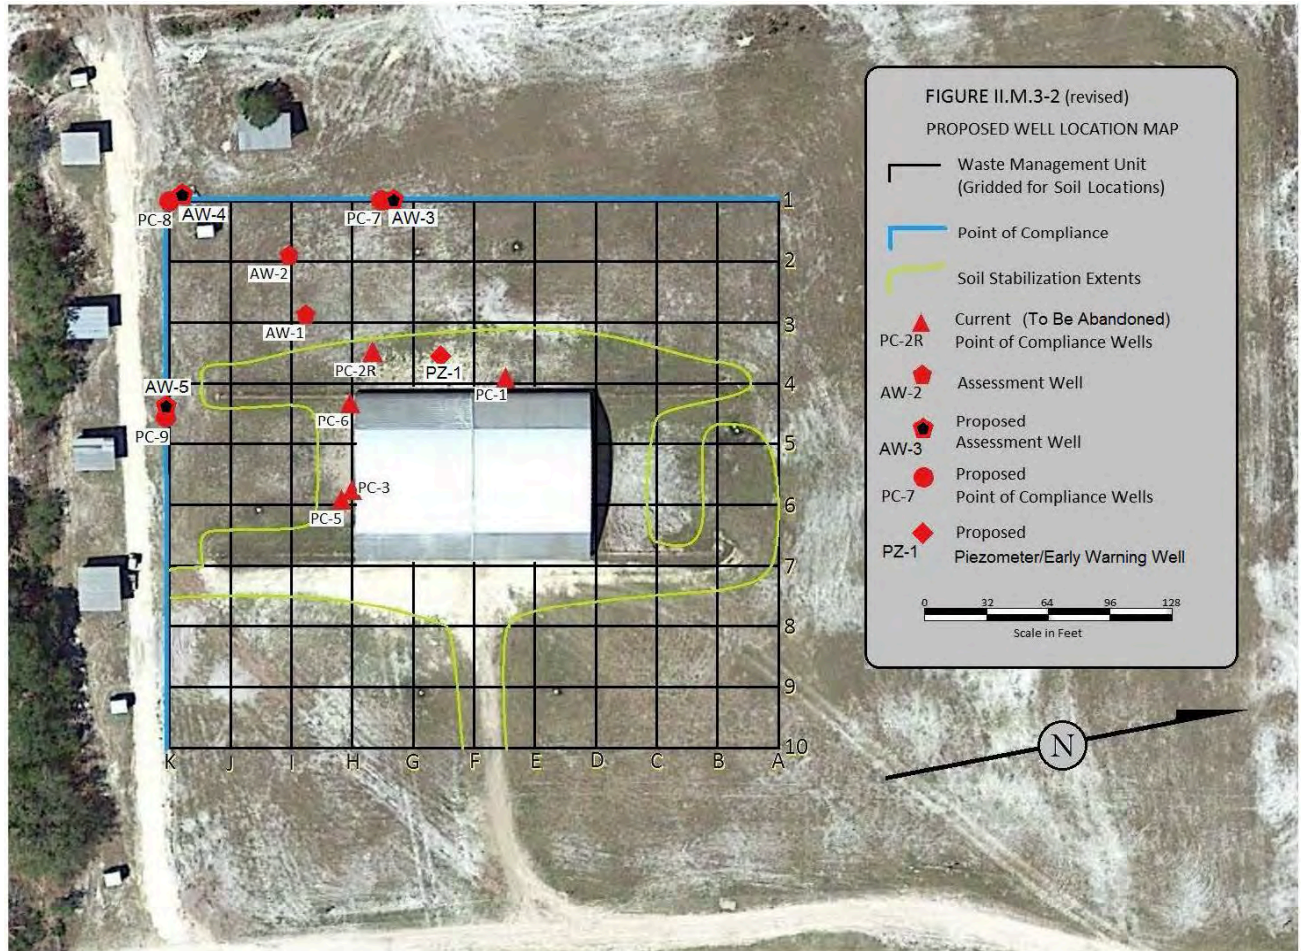 FIGURE II.M.3-2 (revised)
PROPOSED WELL LOCATION MAP
Waste Management Unit
(Gridded for Soil Locations)
Point of Compliance
Soil Stabilization Extents
Current (To Be Abandoned)
PC-2R Point of Compliance Wells
AW-2 Assessment Well
Proposed
AW-3 Assessment Well
Proposed
PC-7 Point of Compliance Wells
Proposed
PZ-1 Piezometer/Early Warning Well
0 32 64 96 128
Scale in Feet
N
PC-8 AW-4 PC-7 AW-3 1
AW-2 2
AW-1 3
PC-2R PZ-1
AW-5 PC-1 4
PC-6
PC-9 5
PC-3
PC-5 6
7
8
9
10
K J I H G F E D C B A